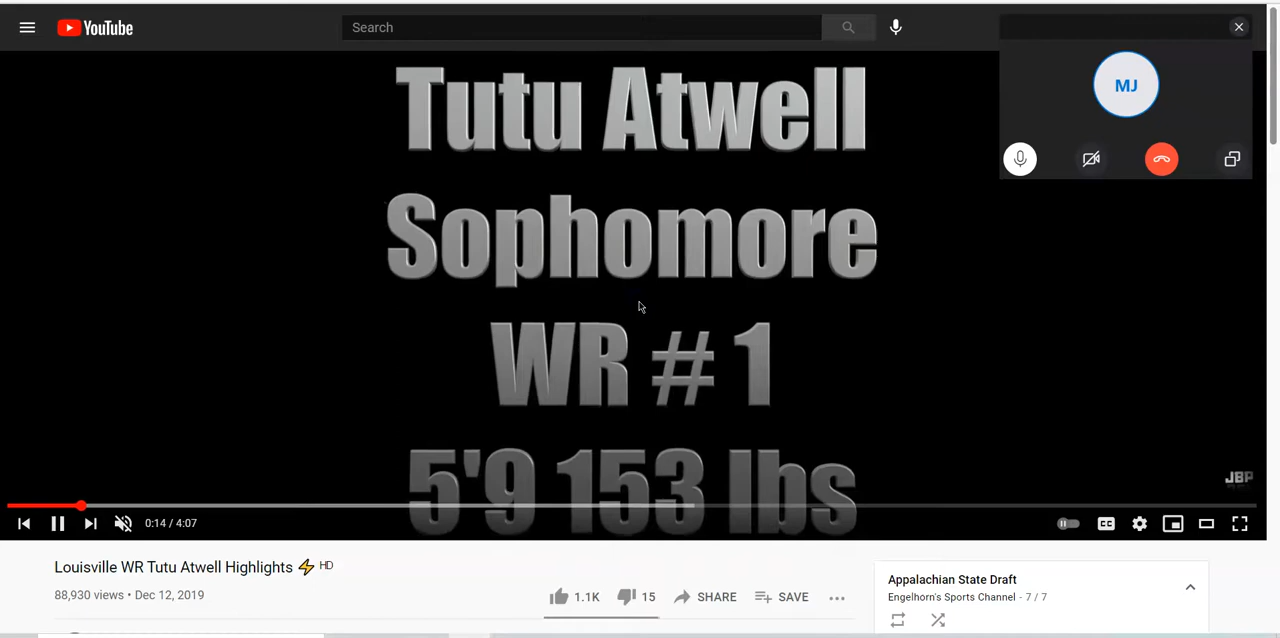 YouTube
Search
MJ
Tutu Atwell
Sophomore
WR # 1
5'9 153 lbs
JBP
0:14 / 4:07
CC
Louisville WR Tutu Atwell Highlights ⚡ HD
88,930 views • Dec 12, 2019
1.1K 15 SHARE SAVE
Appalachian State Draft
Engelhorn's Sports Channel - 7 / 7